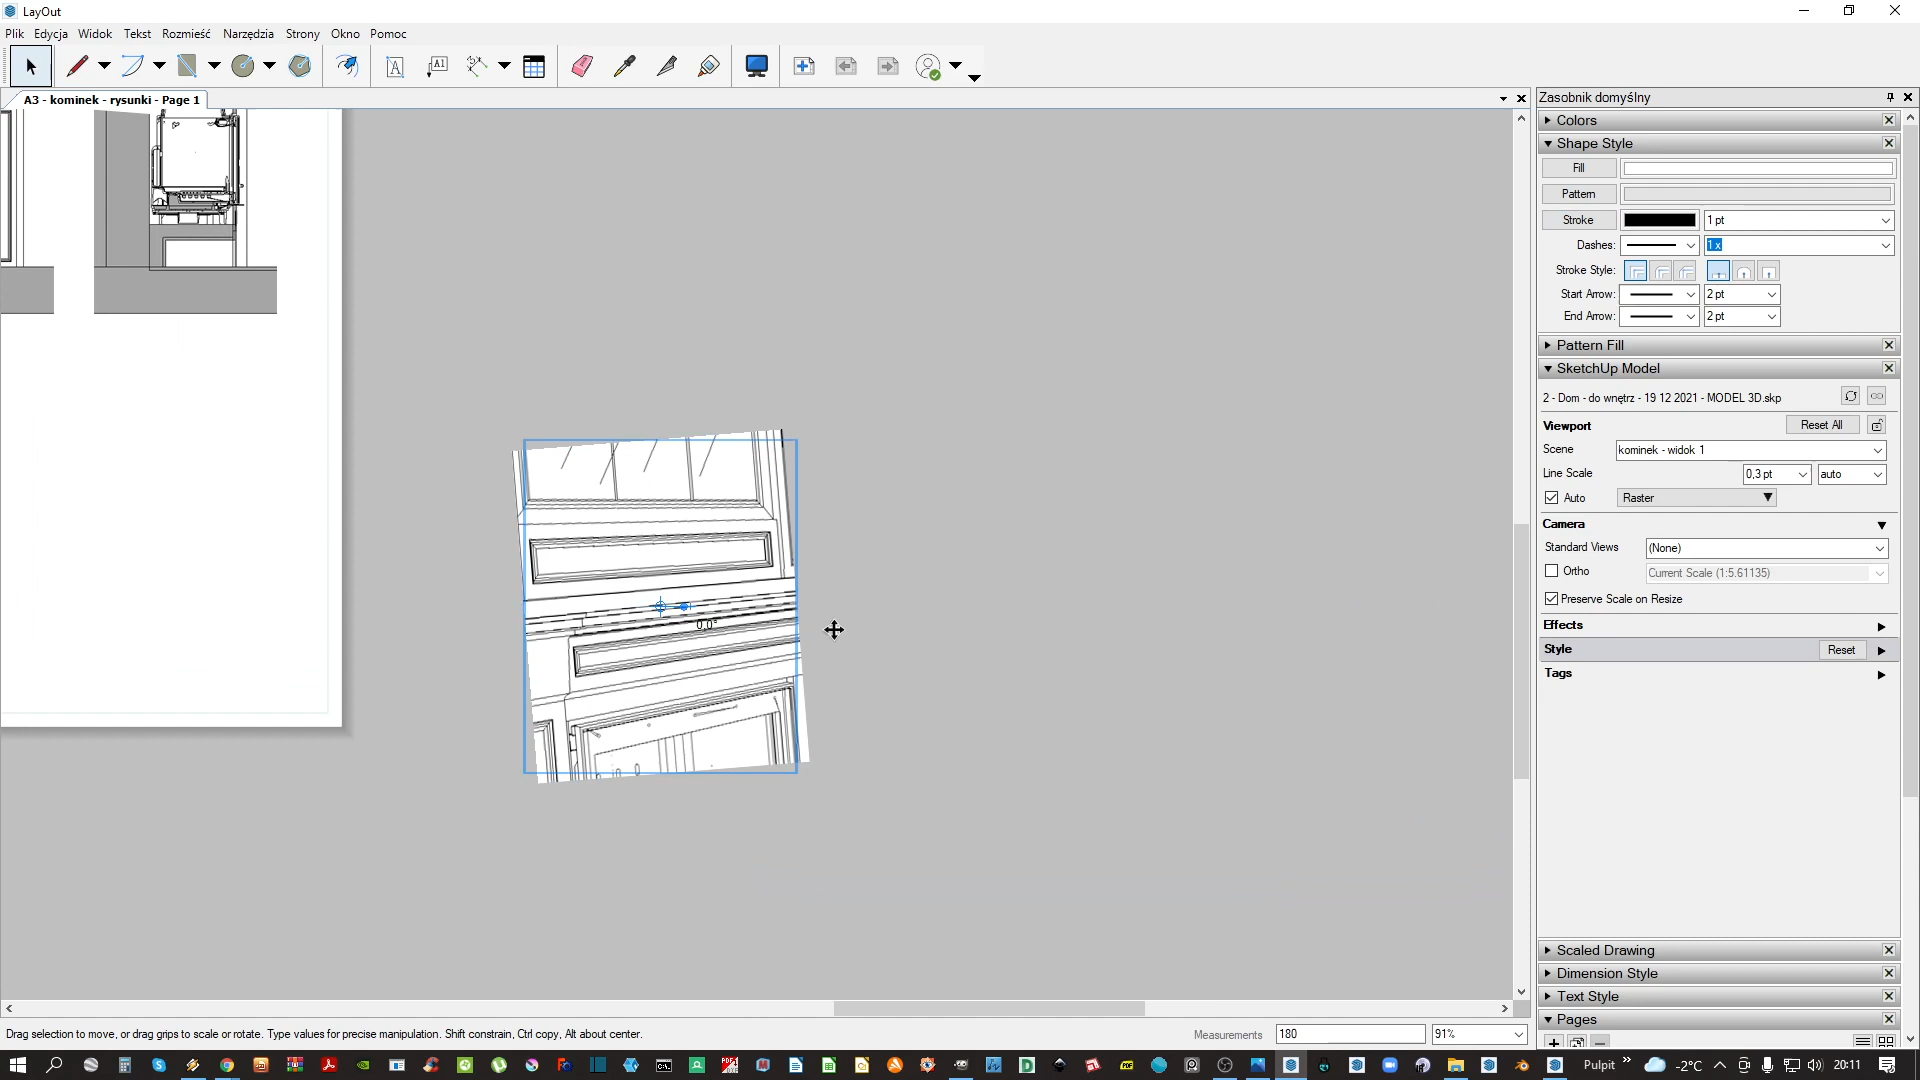 LayOut
Plik Edycja Widok Tekst Rozmieść Narzędzia Strony Okno Pomoc
A3 - kominek - rysunki - Page 1
Zasobnik domyślny
Colors
Shape Style
Fill
Pattern
Stroke 1 pt
Dashes: 1 x
Stroke Style:
Start Arrow: 2 pt
End Arrow: 2 pt
Pattern Fill
SketchUp Model
2 - Dom - do wnętrz - 19 12 2021 - MODEL 3D.skp
Viewport Reset All
Scene kominek - widok 1
Line Scale 0,3 pt auto
Auto Raster
Camera
Standard Views (None)
Ortho Current Scale (1:5.61135)
Preserve Scale on Resize
Effects
Style Reset
Tags
0,0°
Scaled Drawing
Dimension Style
Text Style
Pages
Drag selection to move, or drag grips to scale or rotate. Type values for precise manipulation. Shift constrain, Ctrl copy, Alt about center.
Measurements 180 91%
Pulpit -2°C 20:11